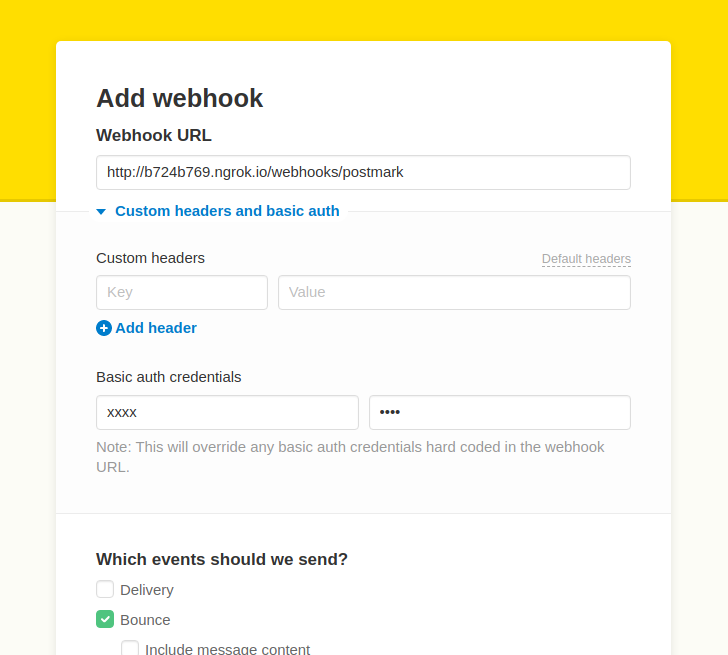 Add webhook
Webhook URL
http://b724b769.ngrok.io/webhooks/postmark
Custom headers and basic auth
Custom headers
Default headers
Key
Value
Add header
Basic auth credentials
xxxx
••••
Note: This will override any basic auth credentials hard coded in the webhook
URL.
Which events should we send?
Delivery
Bounce
Include message content